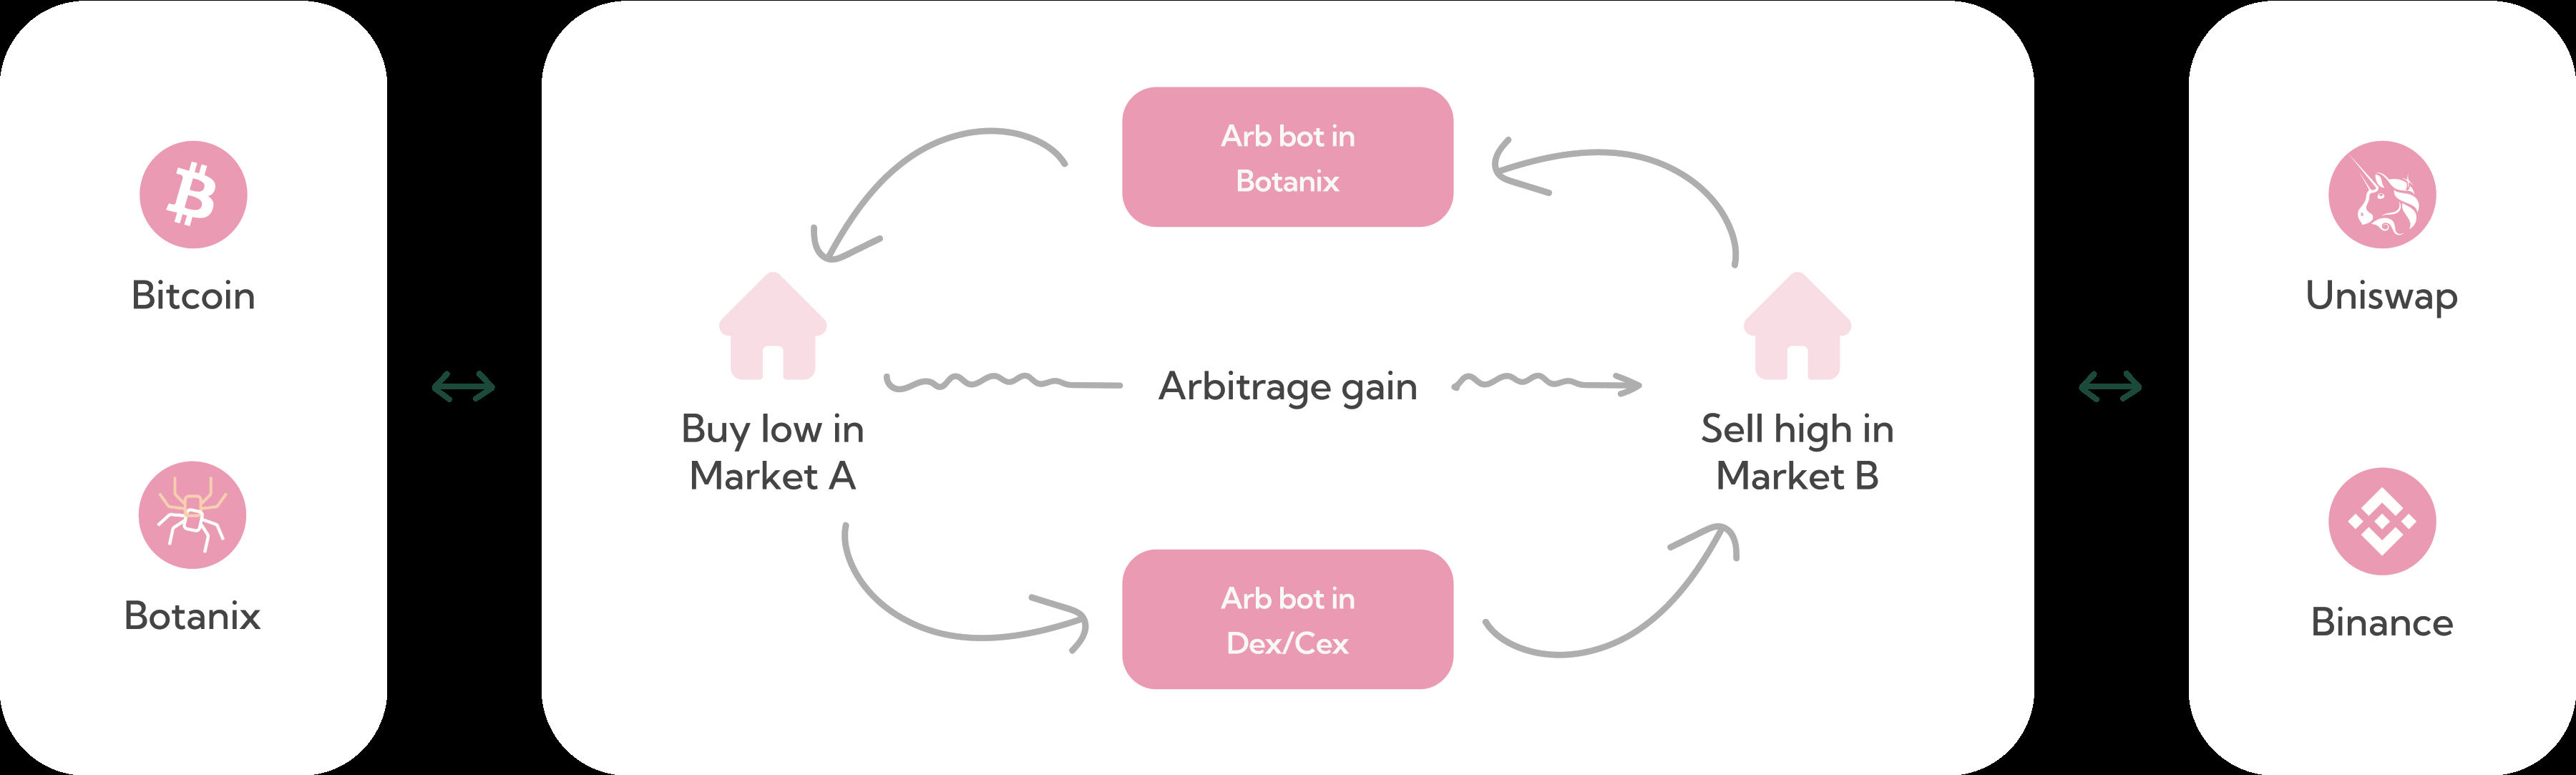 Bitcoin
Botanix
Arb bot in
Botanix
Buy low in
Market A
Arbitrage gain
Sell high in
Market B
Arb bot in
Dex/Cex
Uniswap
Binance